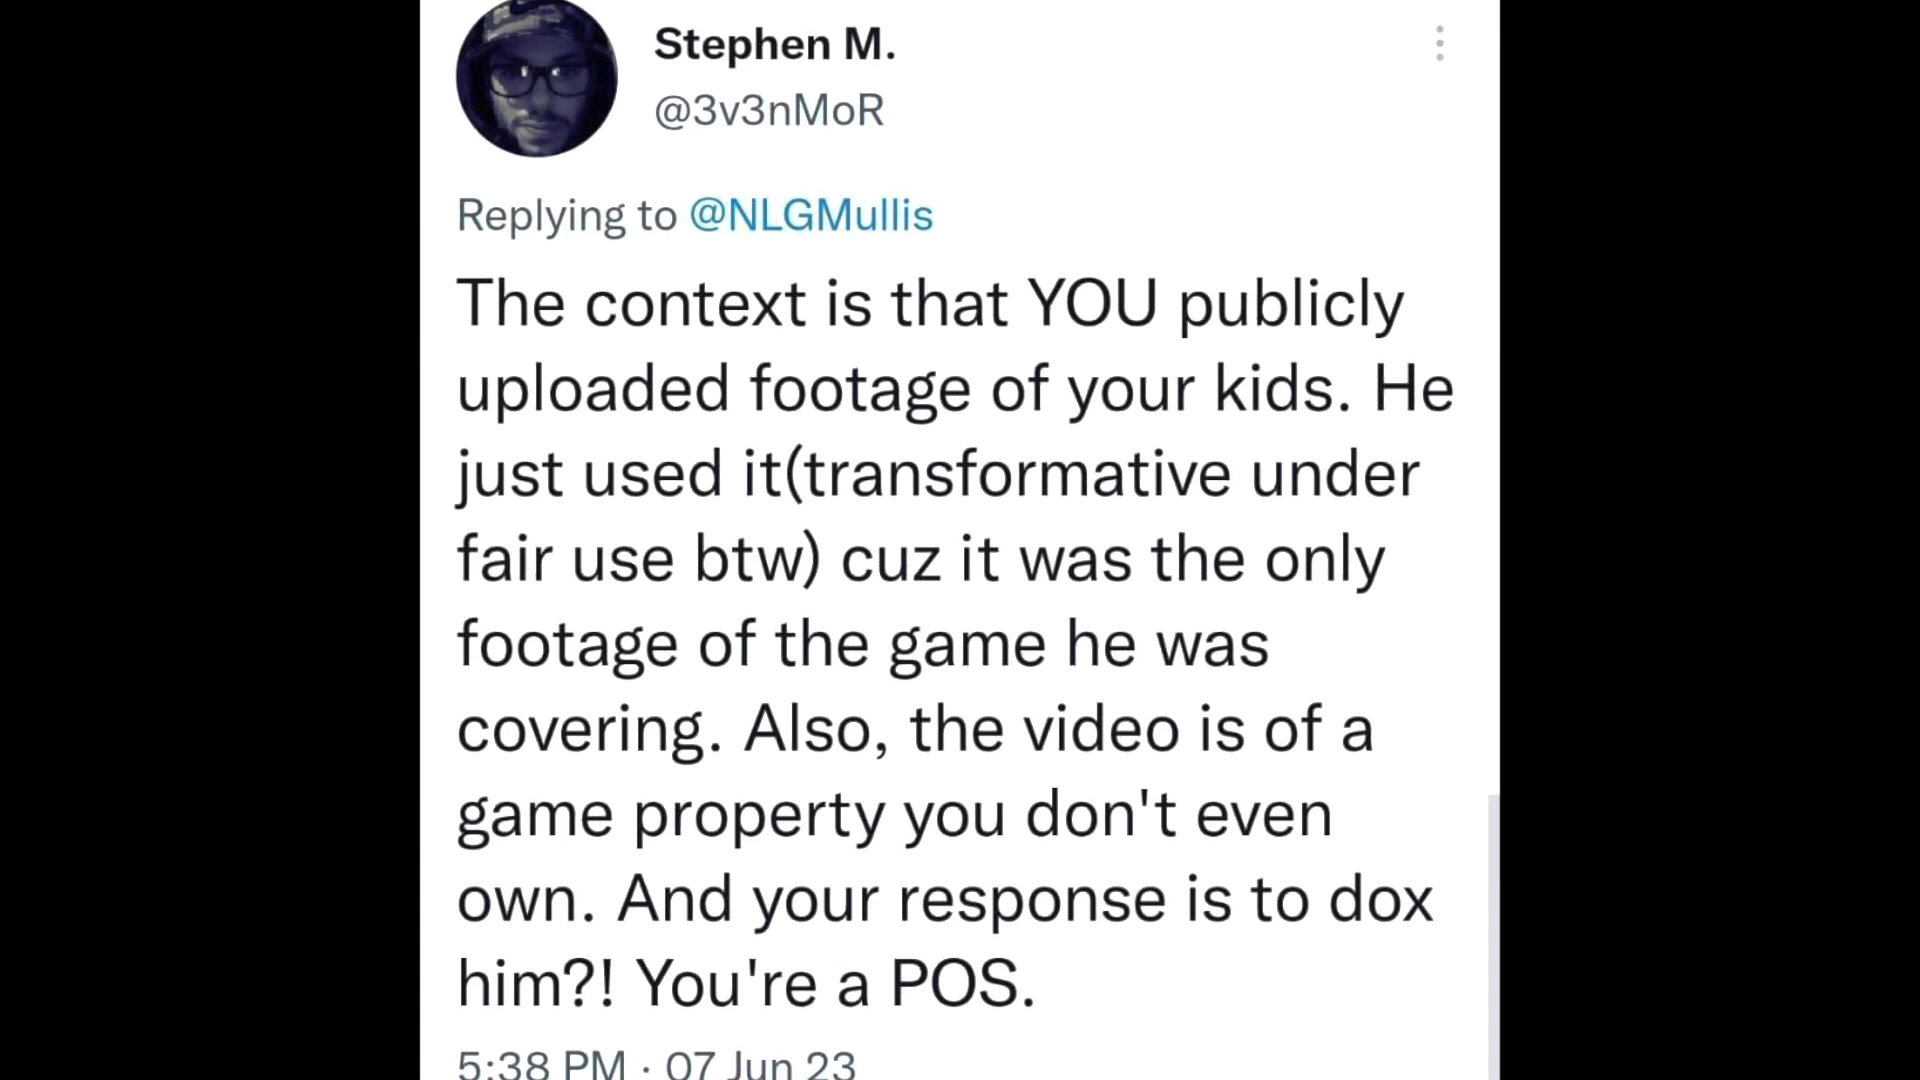 Stephen M.
@3v3nMoR
Replying to @NLGMullis
The context is that YOU publicly
uploaded footage of your kids. He
just used it(transformative under
fair use btw) cuz it was the only
footage of the game he was
covering. Also, the video is of a
game property you don't even
own. And your response is to dox
him?! You're a POS.
5:38 PM · 07 Jun 23